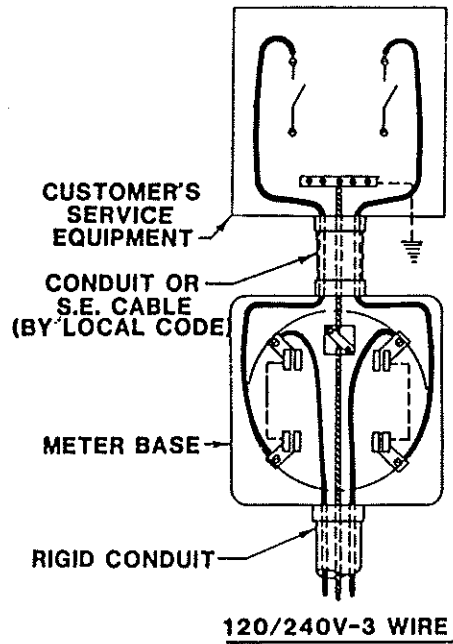 CUSTOMER'S
SERVICE
EQUIPMENT
CONDUIT OR
S.E. CABLE
(BY LOCAL CODE)
METER BASE
RIGID CONDUIT
120/240V-3 WIRE